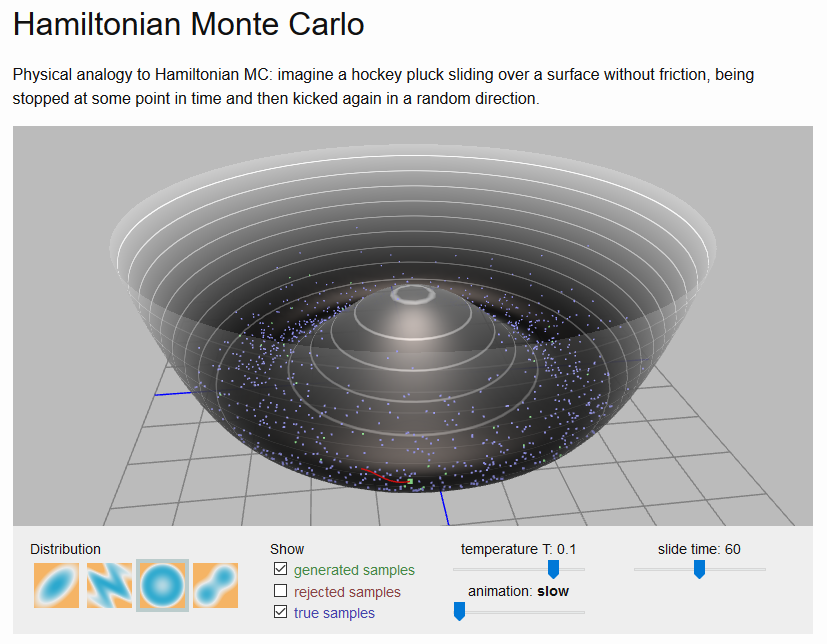 Hamiltonian Monte Carlo
Physical analogy to Hamiltonian MC: imagine a hockey pluck sliding over a surface without friction, being
stopped at some point in time and then kicked again in a random direction.
Distribution
Show
generated samples
rejected samples
true samples
temperature T: 0.1
animation: slow
slide time: 60